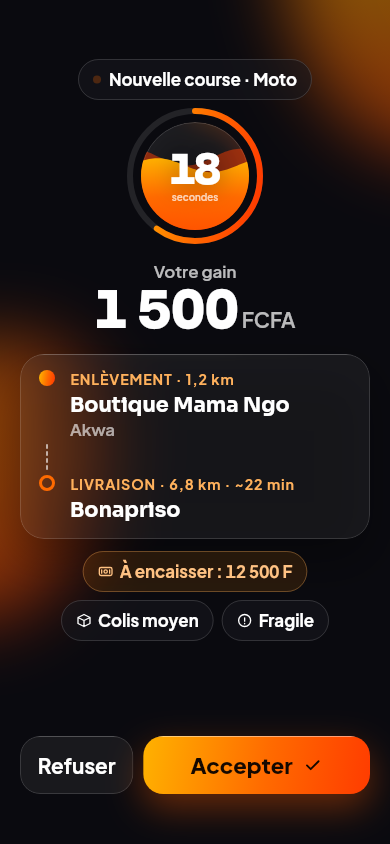 Nouvelle course · Moto
18
secondes
Votre gain
1 500 FCFA
ENLÈVEMENT · 1,2 km
Boutique Mama Ngo
Akwa
LIVRAISON · 6,8 km · ~22 min
Bonapriso
À encaisser : 12 500 F
Colis moyen
Fragile
Refuser
Accepter